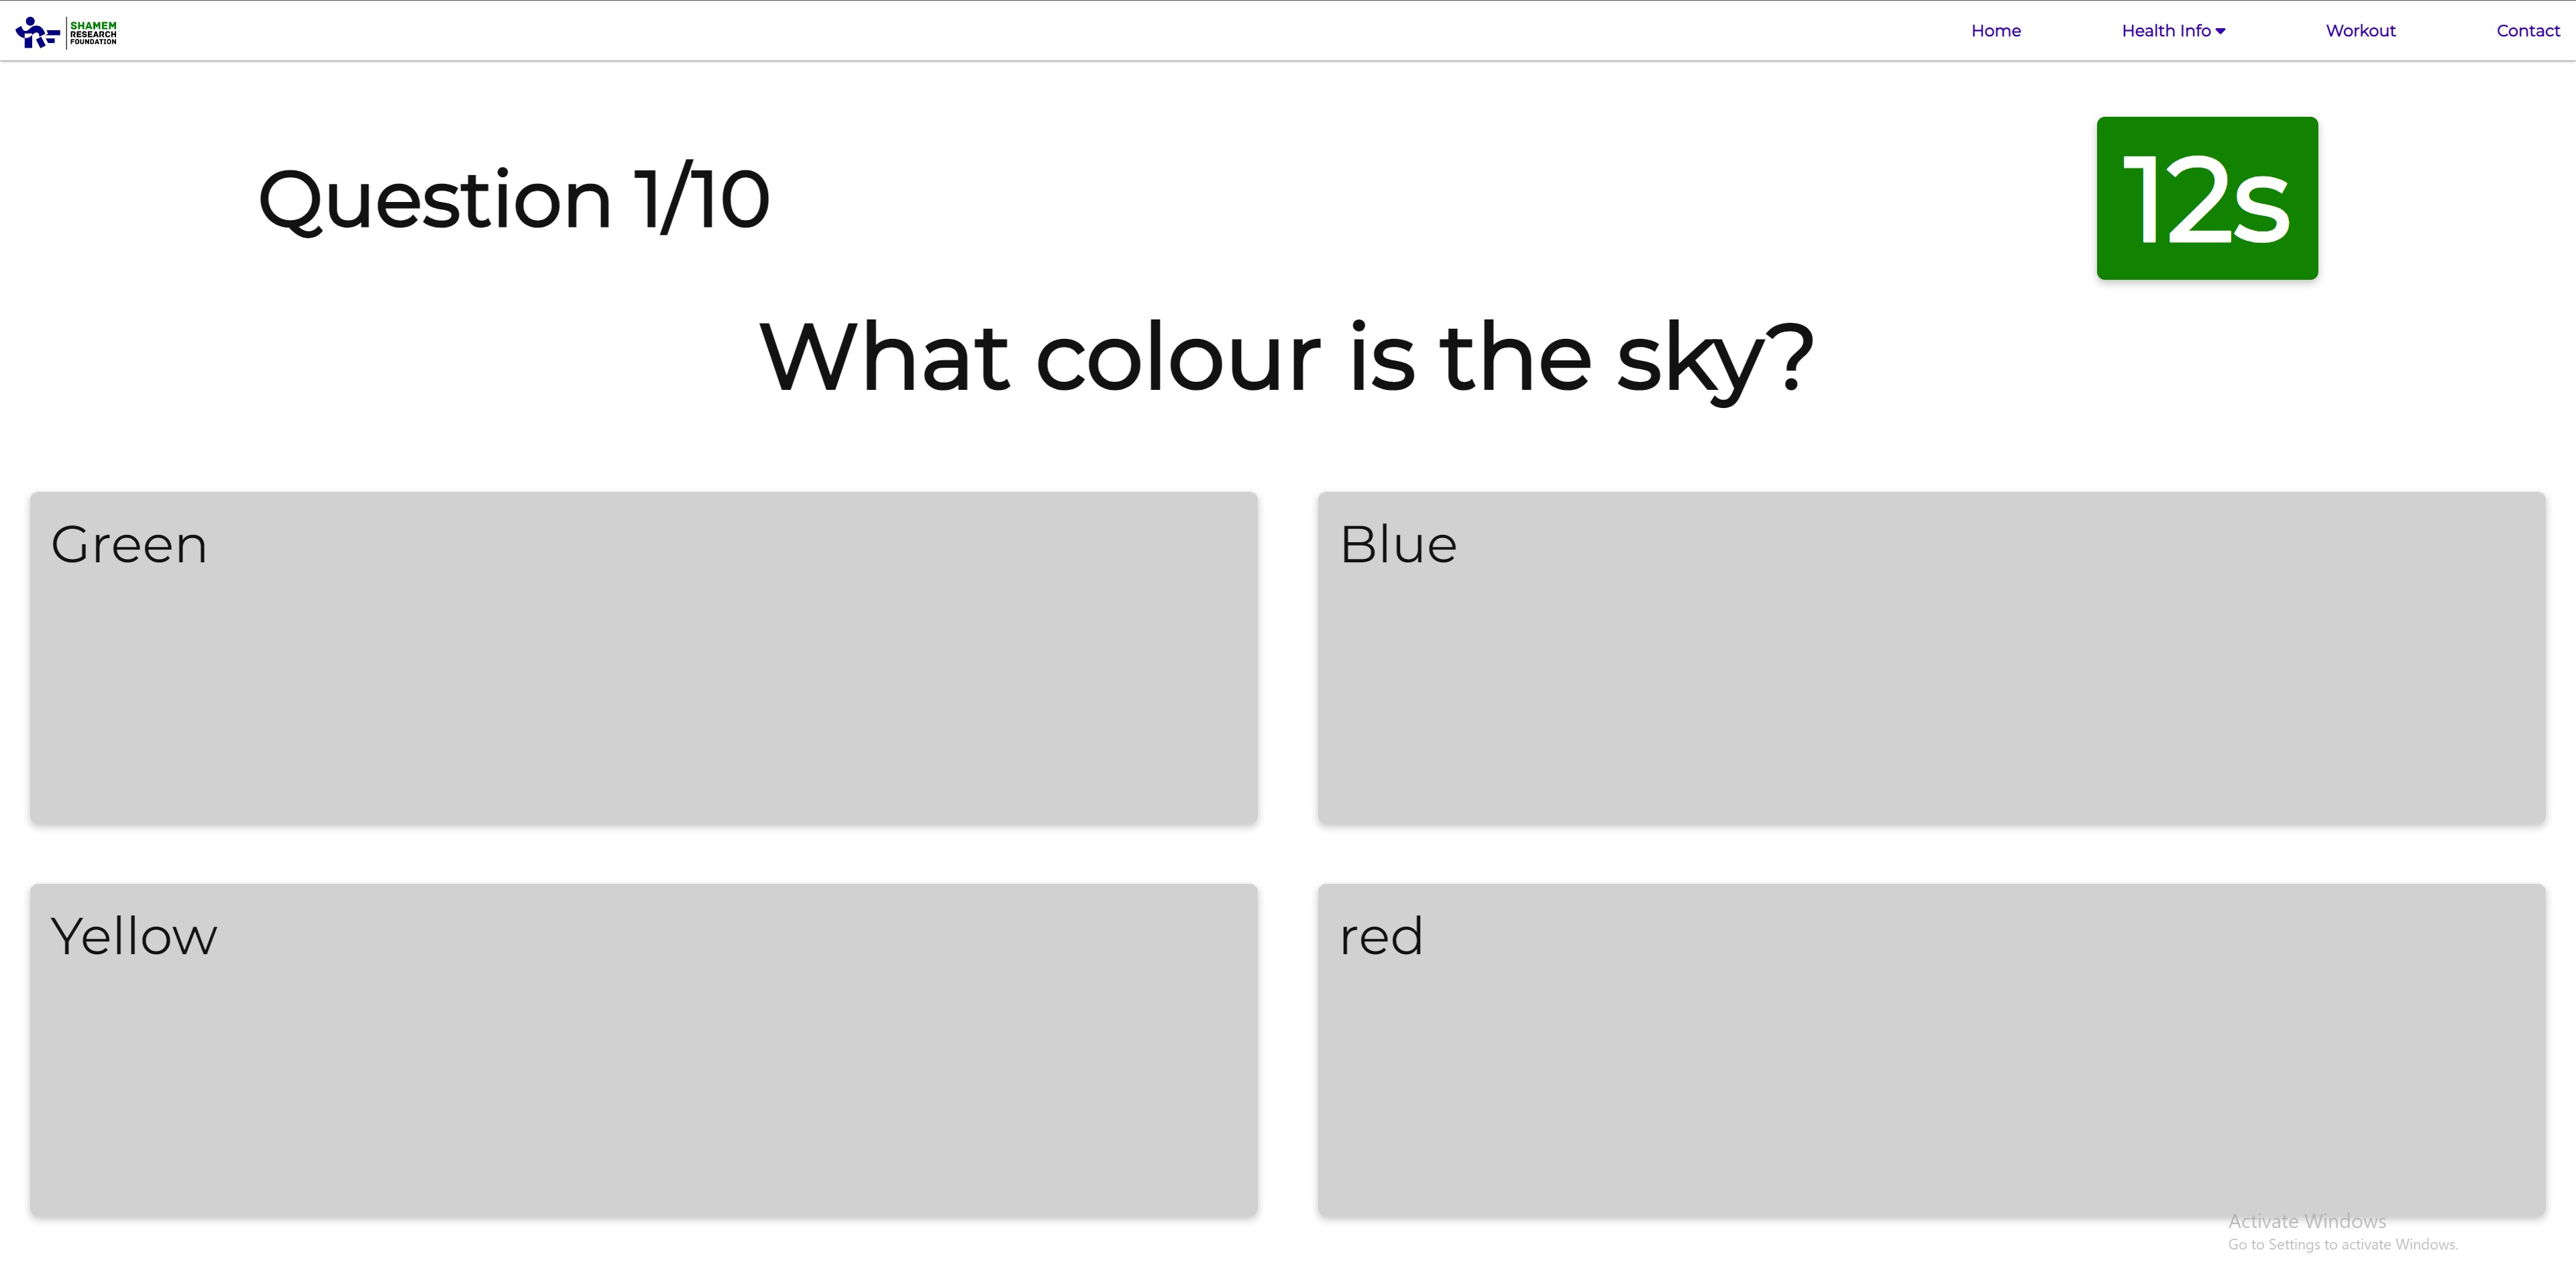 SHAMEM
RESEARCH
FOUNDATION
Home
Health Info
Workout
Contact
Question 1/10
12s
What colour is the sky?
Green
Blue
Yellow
red
Activate Windows
Go to Settings to activate Windows.